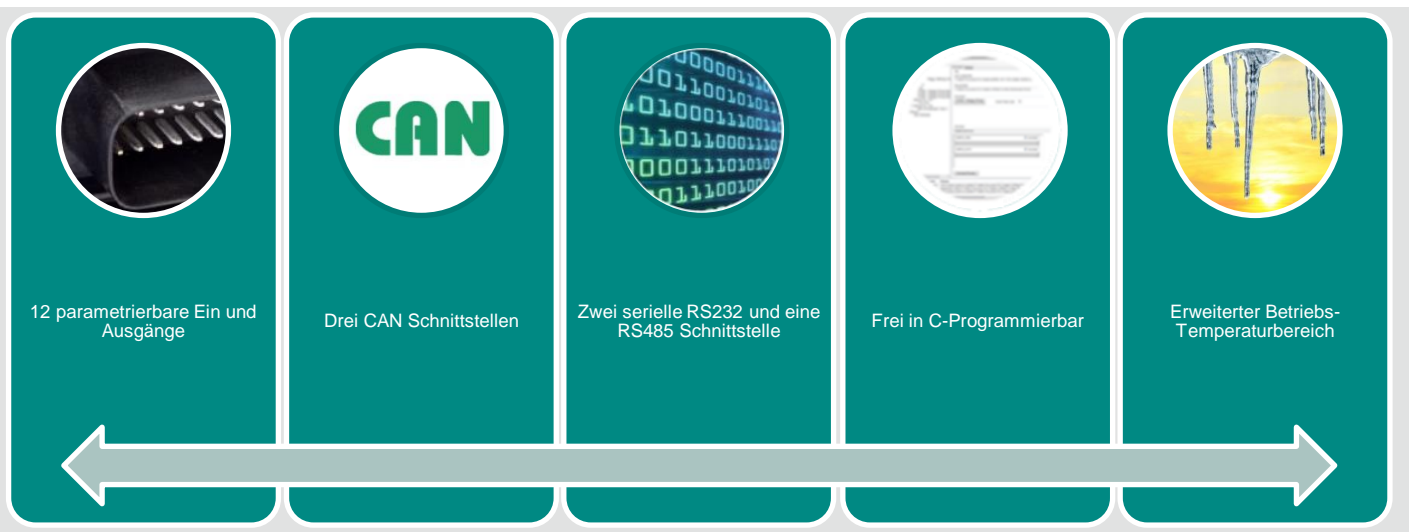 CAN
12 parametrierbare Ein und
Ausgänge
Drei CAN Schnittstellen
Zwei serielle RS232 und eine
RS485 Schnittstelle
Frei in C-Programmierbar
Erweiterter Betriebs-
Temperaturbereich